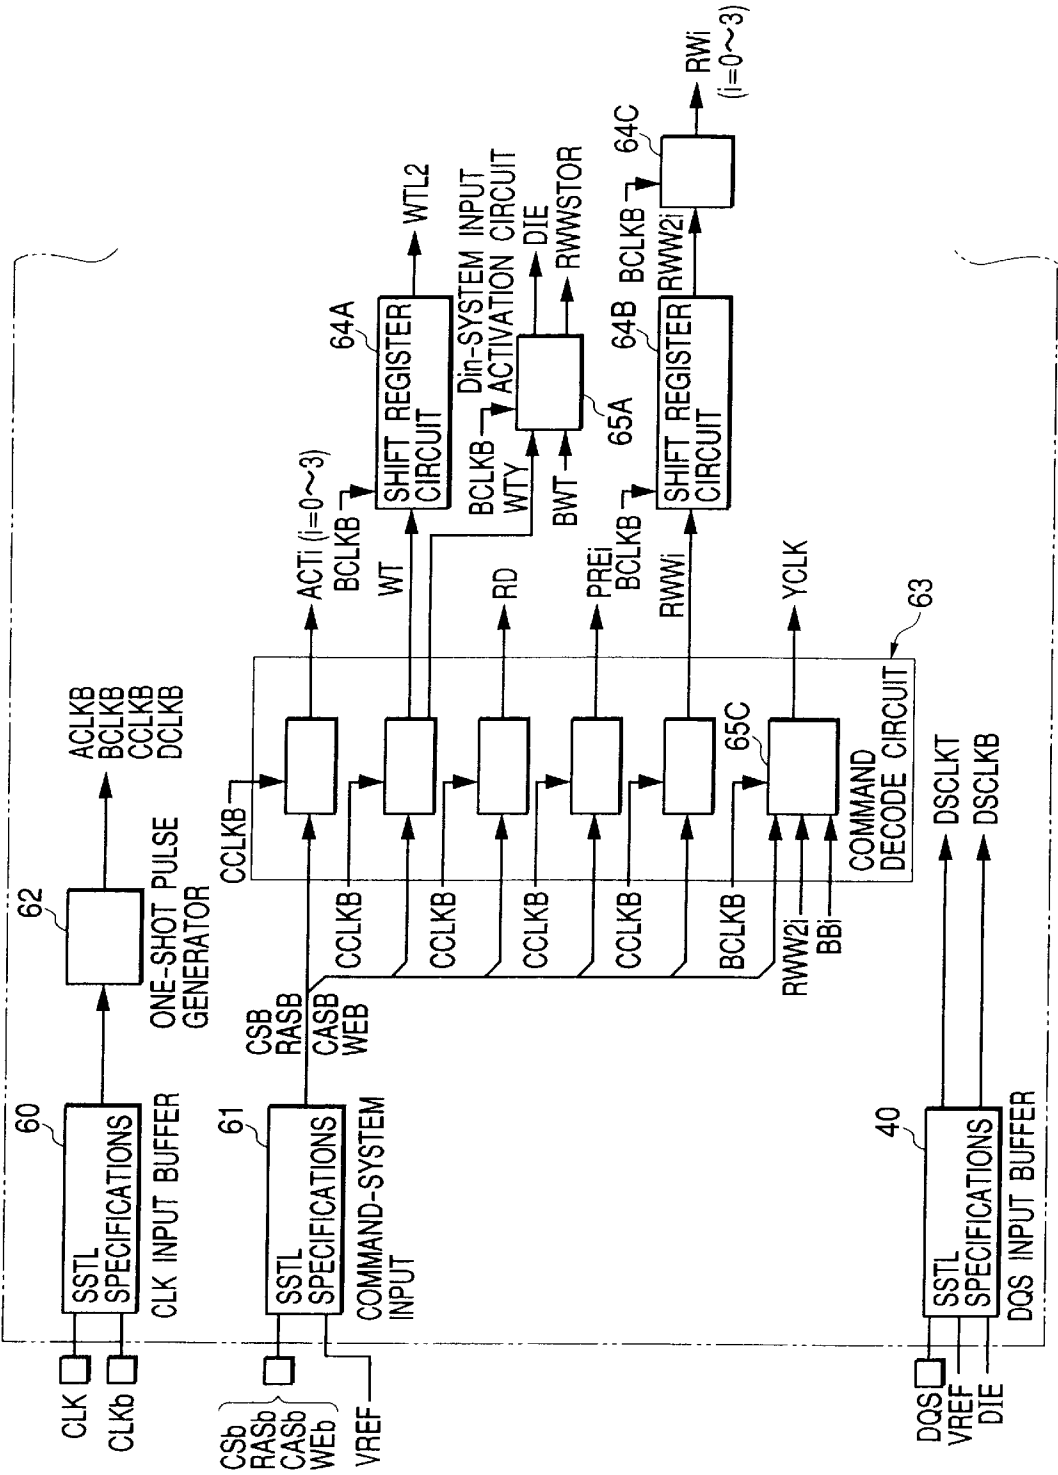 CLK
CLKb
60
SSTL
SPECIFICATIONS
CLK INPUT BUFFER
62
ONE-SHOT PULSE
GENERATOR
ACLKB
BCLKB
CCLKB
DCLKB
CSb
RASb
CASb
WEb
VREF
61
SSTL
SPECIFICATIONS
COMMAND-SYSTEM
INPUT
CSB
RASB
CASB
WEB
CCLKB
CCLKB
CCLKB
CCLKB
CCLKB
BCLKB
RWW2i
BBi
65C
COMMAND
DECODE CIRCUIT
63
ACTi (i=0~3)
BCLKB
WT
64A
SHIFT REGISTER
CIRCUIT
WTL2
Din-SYSTEM INPUT
ACTIVATION CIRCUIT
BCLKB
WTY
BWT
65A
DIE
RWWSTOR
RD
PREi
BCLKB
RWWi
64B
SHIFT REGISTER
CIRCUIT
BCLKB
RWW2i
64C
RWi
(i=0~3)
YCLK
DQS
VREF
DIE
40
SSTL
SPECIFICATIONS
DQS INPUT BUFFER
DSCLKT
DSCLKB